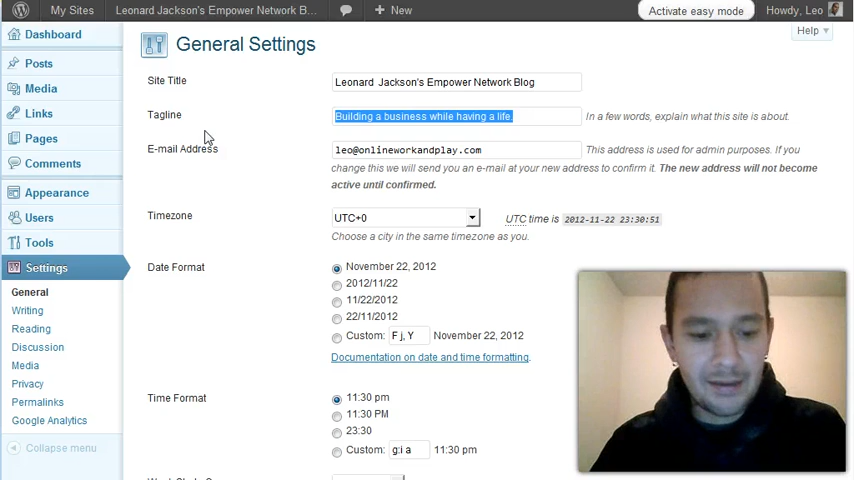 My Sites
Leonard Jackson's Empower Network B...
+ New
Activate easy mode
Howdy, Leo
Help
Dashboard
Posts
Media
Links
Pages
Comments
Appearance
Users
Tools
Settings
General
Writing
Reading
Discussion
Media
Privacy
Permalinks
Google Analytics
Collapse menu
General Settings
Site Title
Leonard Jackson's Empower Network Blog
Tagline
Building a business while having a life.
In a few words, explain what this site is about.
E-mail Address
leo@onlineworkandplay.com
This address is used for admin purposes. If you
change this we will send you an e-mail at your new address to confirm it. The new address will not become
active until confirmed.
Timezone
UTC+0
UTC time is 2012-11-22 23:30:51
Choose a city in the same timezone as you.
Date Format
November 22, 2012
2012/11/22
11/22/2012
22/11/2012
Custom: F j, Y November 22, 2012
Documentation on date and time formatting.
Time Format
11:30 pm
11:30 PM
23:30
Custom: g:i a 11:30 pm